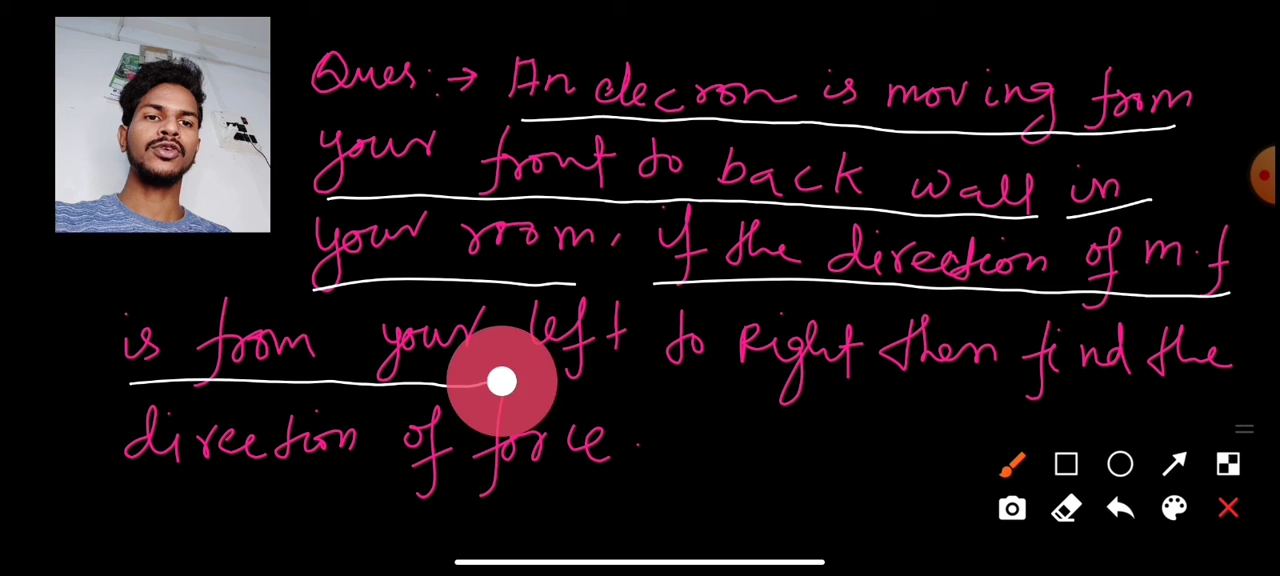 Ques:→ An elecron is moving from
your front to back wall in
your room, if the direction of m.f
is from your left to Right then find the
direction of force.